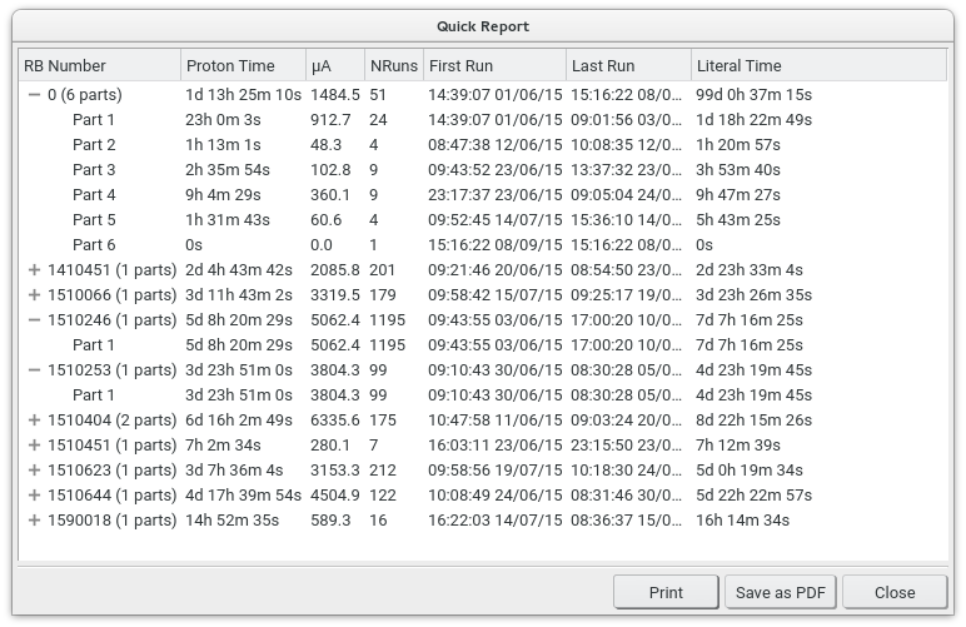 Quick Report
RB Number Proton Time µA NRuns First Run Last Run Literal Time
0 (6 parts) 1d 13h 25m 10s 1484.5 51 14:39:07 01/06/15 15:16:22 08/0... 99d 0h 37m 15s
Part 1 23h 0m 3s 912.7 24 14:39:07 01/06/15 09:01:56 03/0... 1d 18h 22m 49s
Part 2 1h 13m 1s 48.3 4 08:47:38 12/06/15 10:08:35 12/0... 1h 20m 57s
Part 3 2h 35m 54s 102.8 9 09:43:52 23/06/15 13:37:32 23/0... 3h 53m 40s
Part 4 9h 4m 29s 360.1 9 23:17:37 23/06/15 09:05:04 24/0... 9h 47m 27s
Part 5 1h 31m 43s 60.6 4 09:52:45 14/07/15 15:36:10 14/0... 5h 43m 25s
Part 6 0s 0.0 1 15:16:22 08/09/15 15:16:22 08/0... 0s
1410451 (1 parts) 2d 4h 43m 42s 2085.8 201 09:21:46 20/06/15 08:54:50 23/0... 2d 23h 33m 4s
1510066 (1 parts) 3d 11h 43m 2s 3319.5 179 09:58:42 15/07/15 09:25:17 19/0... 3d 23h 26m 35s
1510246 (1 parts) 5d 8h 20m 29s 5062.4 1195 09:43:55 03/06/15 17:00:20 10/0... 7d 7h 16m 25s
Part 1 5d 8h 20m 29s 5062.4 1195 09:43:55 03/06/15 17:00:20 10/0... 7d 7h 16m 25s
1510253 (1 parts) 3d 23h 51m 0s 3804.3 99 09:10:43 30/06/15 08:30:28 05/0... 4d 23h 19m 45s
Part 1 3d 23h 51m 0s 3804.3 99 09:10:43 30/06/15 08:30:28 05/0... 4d 23h 19m 45s
1510404 (2 parts) 6d 16h 2m 49s 6335.6 175 10:47:58 11/06/15 09:03:24 20/0... 8d 22h 15m 26s
1510451 (1 parts) 7h 2m 34s 280.1 7 16:03:11 23/06/15 23:15:50 23/0... 7h 12m 39s
1510623 (1 parts) 3d 7h 36m 4s 3153.3 212 09:58:56 19/07/15 10:18:30 24/0... 5d 0h 19m 34s
1510644 (1 parts) 4d 17h 39m 54s 4504.9 122 10:08:49 24/06/15 08:31:46 30/0... 5d 22h 22m 57s
1590018 (1 parts) 14h 52m 35s 589.3 16 16:22:03 14/07/15 08:36:37 15/0... 16h 14m 34s
Print Save as PDF Close